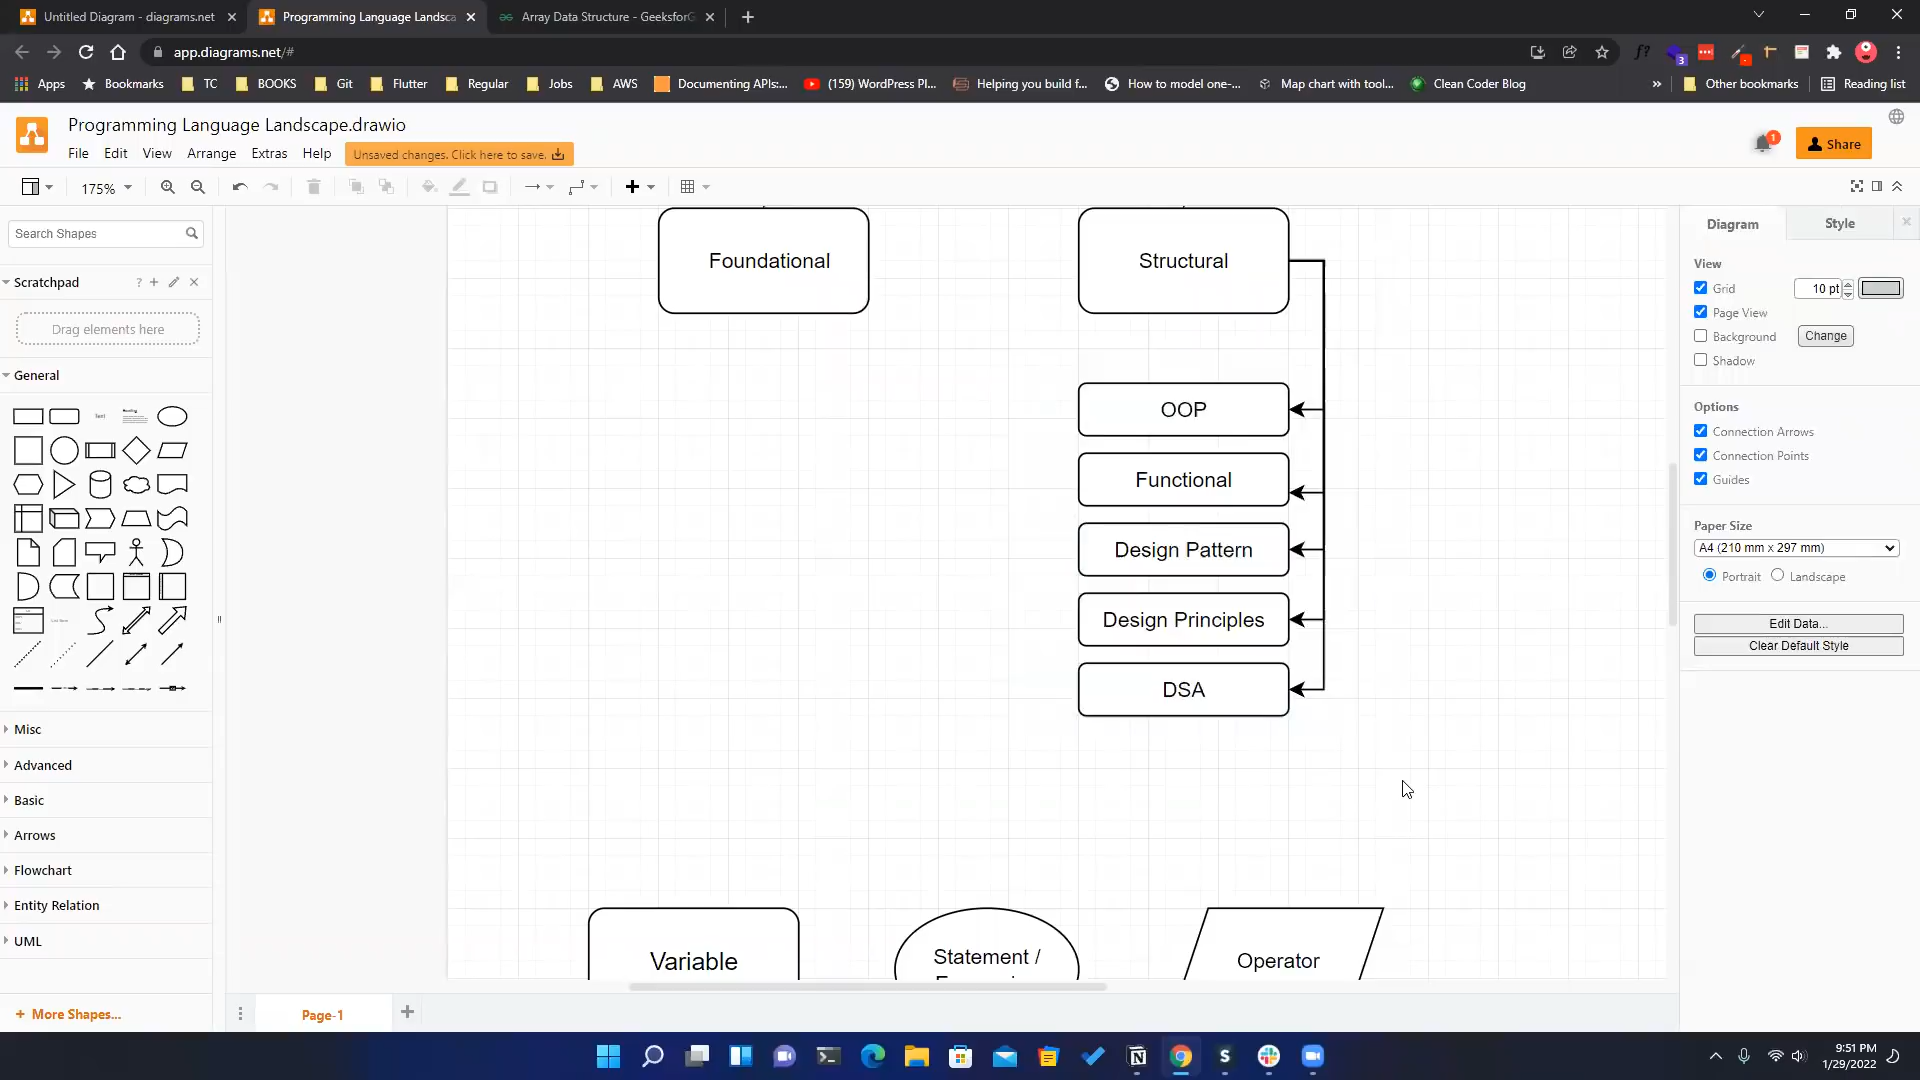 Untitled Diagram - diagrams.net
Programming Language Landsca
Array Data Structure - GeeksforG
app.diagrams.net/#
f?
3
Apps
Bookmarks
TC
BOOKS
Git
Flutter
Regular
Jobs
AWS
Documenting APIs:...
(159) WordPress Pl...
Helping you build f...
How to model one-...
Map chart with tool...
Clean Coder Blog
»
Other bookmarks
Reading list
Programming Language Landscape.drawio
File
Edit
View
Arrange
Extras
Help
Unsaved changes. Click here to save.
1
Share
175%
Search Shapes
Scratchpad
?
Drag elements here
General
Text
Heading
Misc
Advanced
Basic
Arrows
Flowchart
Entity Relation
UML
+ More Shapes...
Foundational
Structural
OOP
Functional
Design Pattern
Design Principles
DSA
Variable
Statement /
Operator
Page-1
Diagram
Style
View
Grid
10 pt
Page View
Background
Change
Shadow
Options
Connection Arrows
Connection Points
Guides
Paper Size
A4 (210 mm x 297 mm)
Portrait
Landscape
Edit Data...
Clear Default Style
9:51 PM
1/29/2022